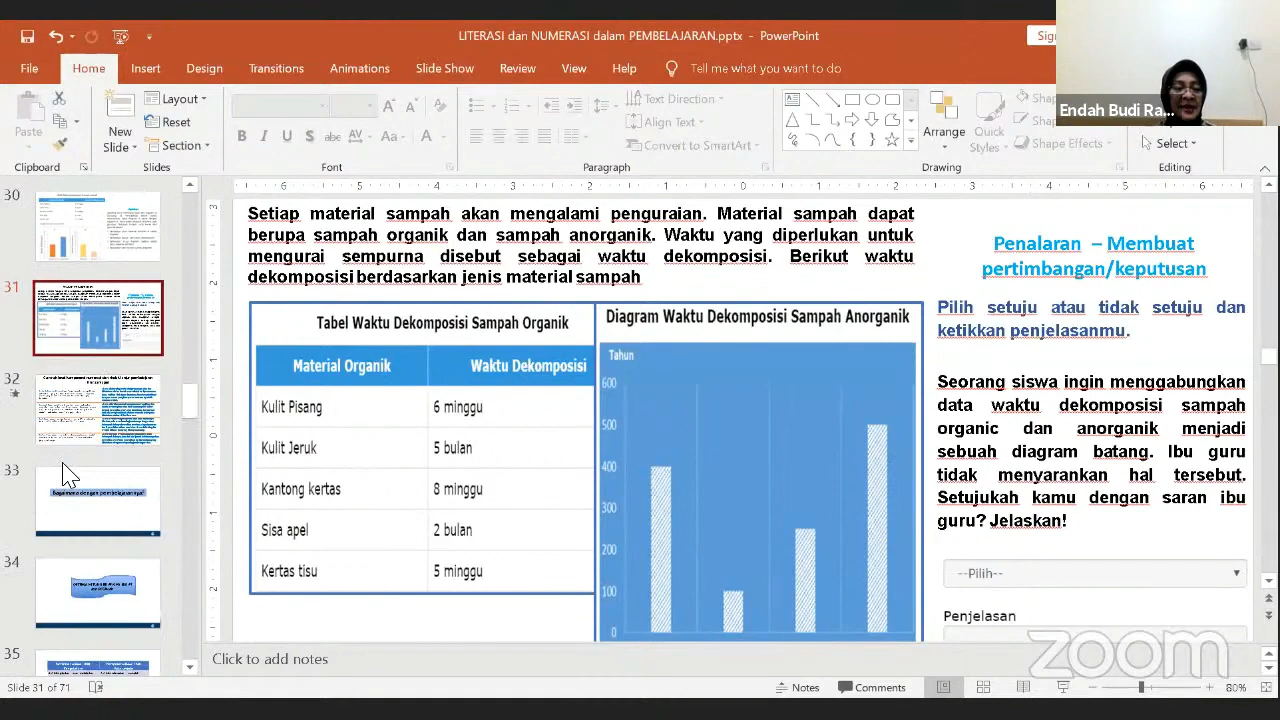 LITERASI dan NUMERASI dalam PEMBELAJARAN.pptx - PowerPoint
Sign
File Home Insert Design Transitions Animations Slide Show Review View Help Tell me what you want to do
Endah Budi Ra...
Paste
New
Slide
Layout
Reset
Section
B I U S abc AV Aa A
Text Direction
Align Text
Convert to SmartArt
Arrange
Quick
Styles
Shape Effects
Select
Clipboard Slides Font Paragraph Drawing Editing
30
31
32
33
Bagaimana dengan pembelajarannya?
34
35
Setiap material sampah akan mengalami penguraian. Material sampah dapat
berupa sampah organik dan sampah anorganik. Waktu yang diperlukan untuk
mengurai sempurna disebut sebagai waktu dekomposisi. Berikut waktu
dekomposisi berdasarkan jenis material sampah
Tabel Waktu Dekomposisi Sampah Organik
Material Organik Waktu Dekomposisi
Kulit Pisang 6 minggu
Kulit Jeruk 5 bulan
Kantong kertas 8 minggu
Sisa apel 2 bulan
Kertas tisu 5 minggu
Diagram Waktu Dekomposisi Sampah Anorganik
Tahun
600
500
400
300
200
100
0
Penalaran – Membuat
pertimbangan/keputusan
Pilih setuju atau tidak setuju dan
ketikkan penjelasanmu.
Seorang siswa ingin menggabungkan
data waktu dekomposisi sampah
organic dan anorganik menjadi
sebuah diagram batang. Ibu guru
tidak menyarankan hal tersebut.
Setujukah kamu dengan saran ibu
guru? Jelaskan!
--Pilih--
Penjelasan
Click to add notes
zoom
Slide 31 of 71 Notes Comments 80%